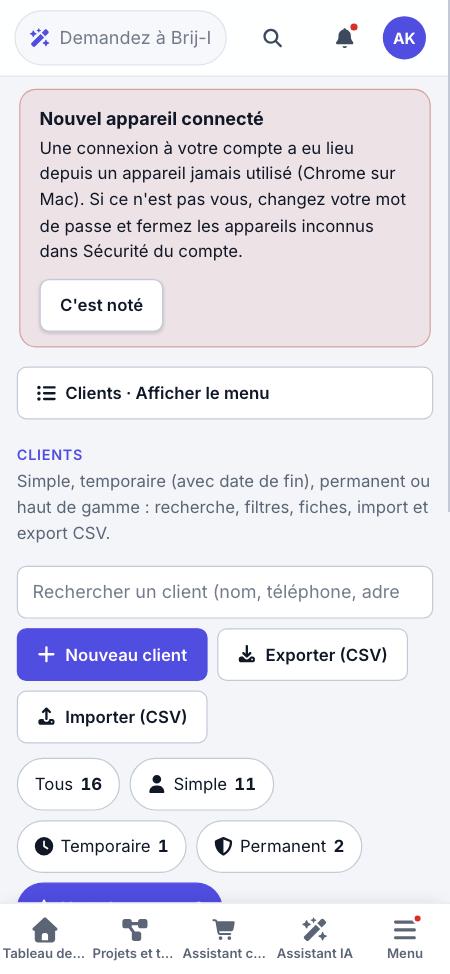 Demandez à Brij-I
AK
Nouvel appareil connecté
Une connexion à votre compte a eu lieu
depuis un appareil jamais utilisé (Chrome sur
Mac). Si ce n'est pas vous, changez votre mot
de passe et fermez les appareils inconnus
dans Sécurité du compte.
C'est noté
Clients · Afficher le menu
CLIENTS
Simple, temporaire (avec date de fin), permanent ou
haut de gamme : recherche, filtres, fiches, import et
export CSV.
Rechercher un client (nom, téléphone, adre
Nouveau client
Exporter (CSV)
Importer (CSV)
Tous 16
Simple 11
Temporaire 1
Permanent 2
Tableau de...
Projets et t...
Assistant c...
Assistant IA
Menu